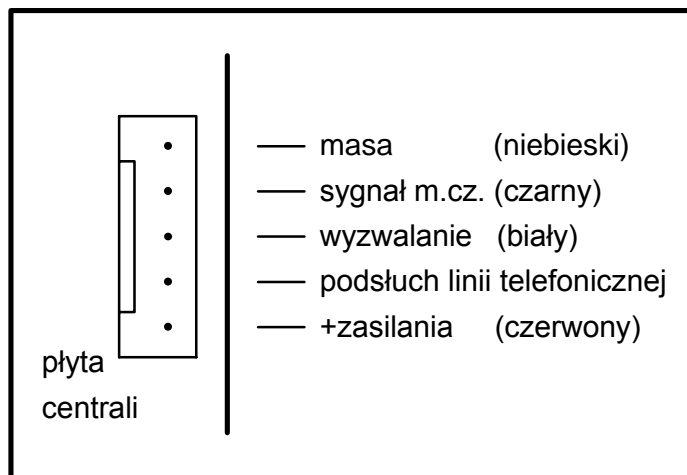 masa (niebieski)
sygnał m.cz. (czarny)
wyzwalanie (biały)
podsłuch linii telefonicznej
+zasilania (czerwony)
płyta
centrali